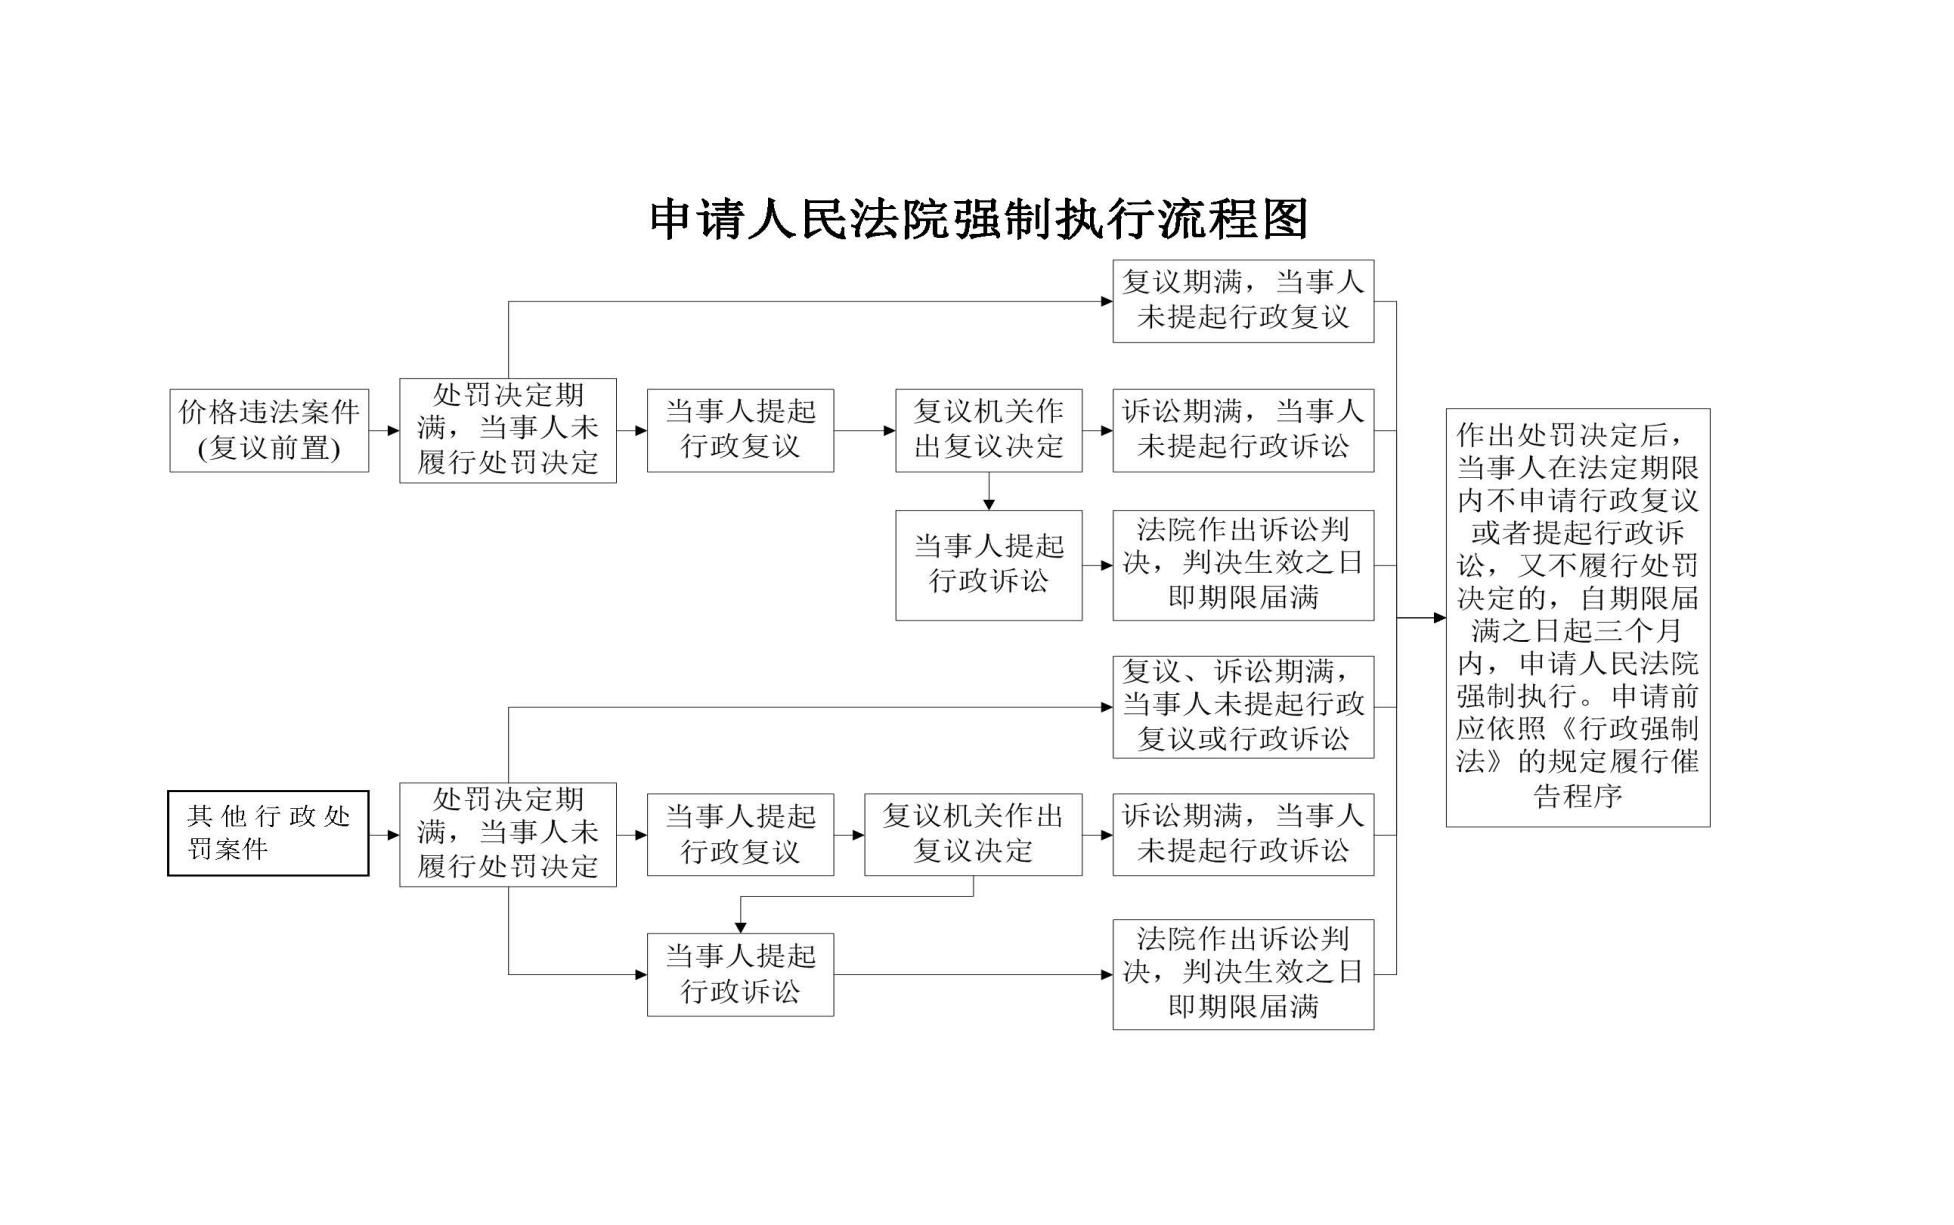 申请人民法院强制执行流程图
复议期满，当事人
未提起行政复议
价格违法案件
(复议前置)
处罚决定期
满，当事人未
履行处罚决定
当事人提起
行政复议
复议机关作
出复议决定
诉讼期满，当事人
未提起行政诉讼
当事人提起
行政诉讼
法院作出诉讼判
决，判决生效之日
即期限届满
复议、诉讼期满，
当事人未提起行政
复议或行政诉讼
其他行政处
罚案件
处罚决定期
满，当事人未
履行处罚决定
当事人提起
行政复议
复议机关作出
复议决定
诉讼期满，当事人
未提起行政诉讼
当事人提起
行政诉讼
法院作出诉讼判
决，判决生效之日
即期限届满
作出处罚决定后，
当事人在法定期限
内不申请行政复议
或者提起行政诉
讼，又不履行处罚
决定的，自期限届
满之日起三个月
内，申请人民法院
强制执行。申请前
应依照《行政强制
法》的规定履行催
告程序